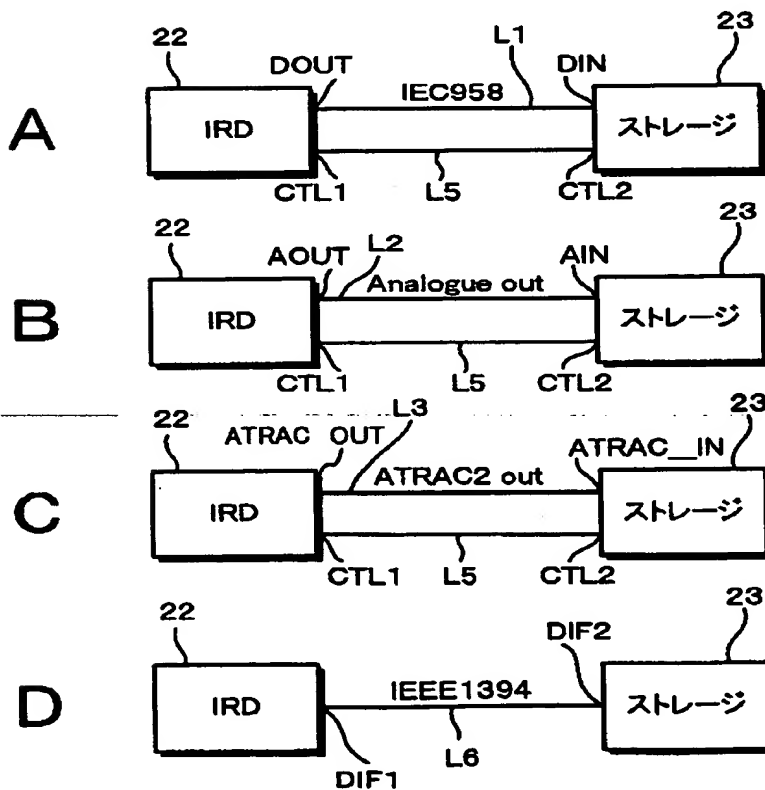 22
L1
23
DOUT
DIN
IEC958
A
IRD
ストレージ
CTL1
L5
CTL2
22
L2
23
AOUT
AIN
Analogue out
B
IRD
ストレージ
CTL1
L5
CTL2
22
L3
23
ATRAC OUT
ATRAC__IN
ATRAC2 out
C
IRD
ストレージ
CTL1
L5
CTL2
22
23
DIF2
IEEE1394
D
IRD
ストレージ
L6
DIF1